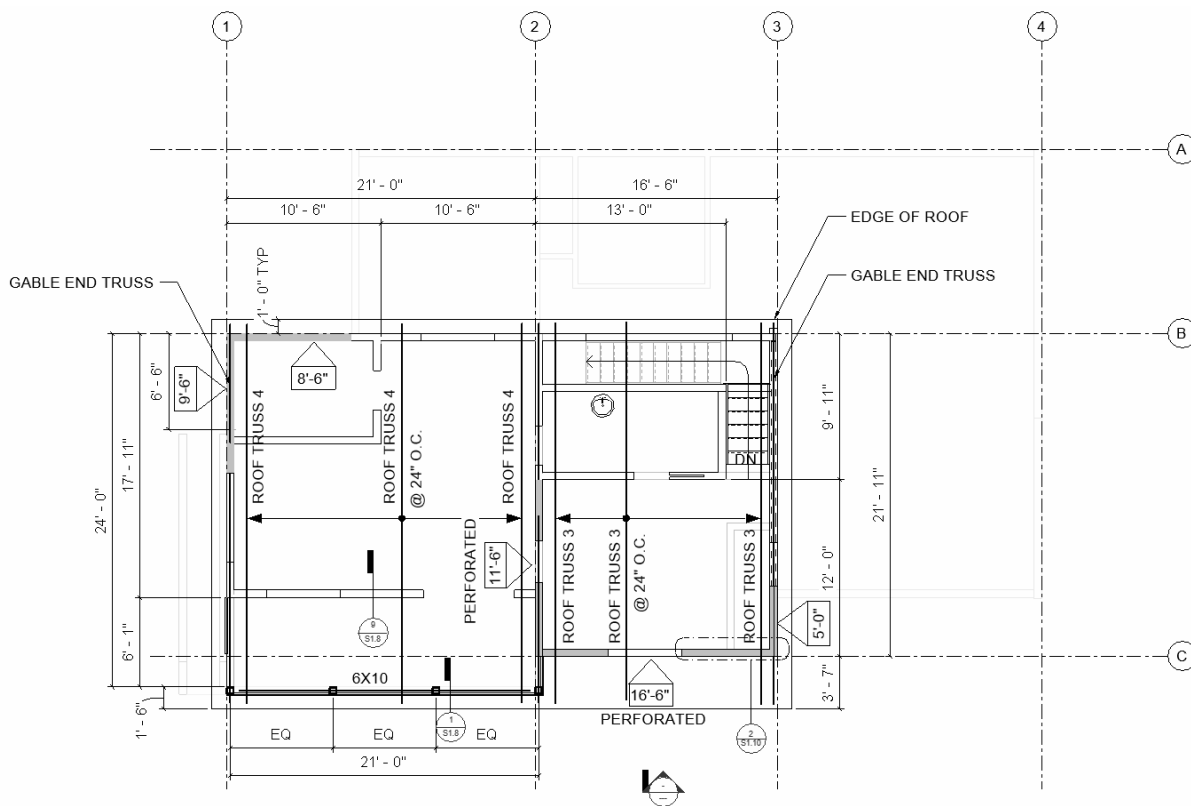 1
2
3
4
A
21' - 0"
16' - 6"
10' - 6"
10' - 6"
13' - 0"
EDGE OF ROOF
1' - 0" TYP
GABLE END TRUSS
GABLE END TRUSS
B
6' - 6"
9'-6"
8'-6"
ROOF TRUSS 4
ROOF TRUSS 4
@ 24" O.C.
ROOF TRUSS 4
DN
9' - 11"
17' - 11"
24' - 0"
21' - 11"
PERFORATED
11'-6"
ROOF TRUSS 3
ROOF TRUSS 3
@ 24" O.C.
ROOF TRUSS 3
12' - 0"
5'-0"
9
S1.8
6' - 1"
C
6X10
16'-6"
PERFORATED
3' - 7"
1' - 6"
1
S1.8
2
S1.10
EQ
EQ
EQ
21' - 0"